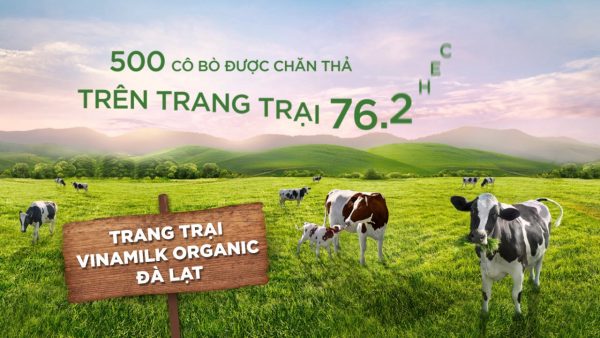 500 CÔ BÒ ĐƯỢC CHĂN THẢ
TRÊN TRANG TRẠI 76.2 HEC
TRANG TRẠI
VINAMILK ORGANIC
ĐÀ LẠT